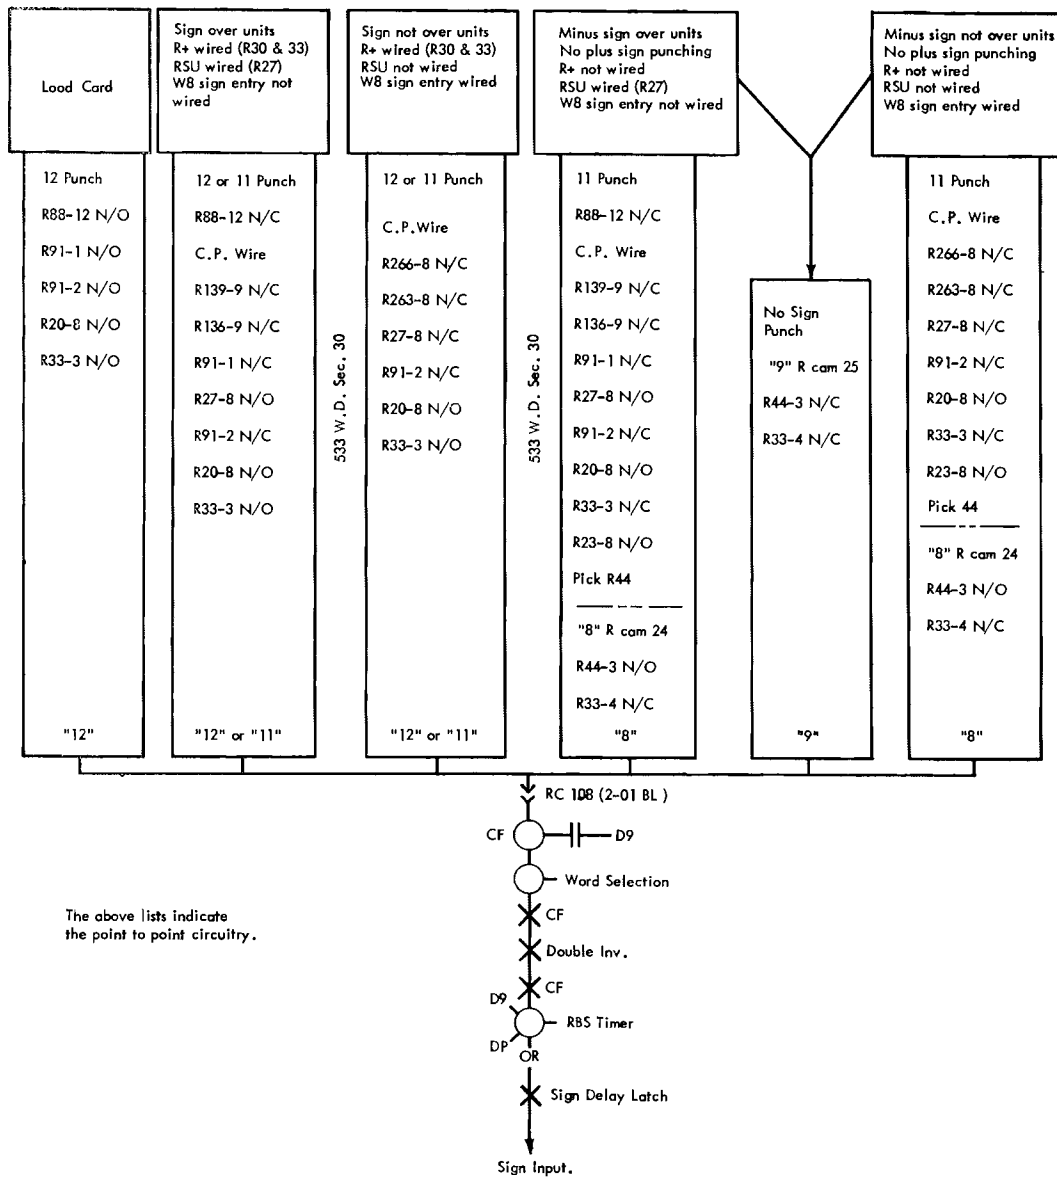 Load Card
Sign over units
R+ wired (R30 & 33)
RSU wired (R27)
W8 sign entry not
wired
Sign not over units
R+ wired (R30 & 33)
RSU not wired
W8 sign entry wired
Minus sign over units
No plus sign punching
R+ not wired
RSU wired (R27)
W8 sign entry not wired
Minus sign not over units
No plus sign punching
R+ not wired
RSU not wired
W8 sign entry wired
12 Punch
R88-12 N/O
R91-1 N/O
R91-2 N/O
R20-8 N/O
R33-3 N/O
"12"
12 or 11 Punch
R88-12 N/C
C.P. Wire
R139-9 N/C
R136-9 N/C
R91-1 N/C
R27-8 N/O
R91-2 N/C
R20-8 N/O
R33-3 N/O
"12" or "11"
533 W.D. Sec. 30
12 or 11 Punch
C.P.Wire
R266-8 N/C
R263-8 N/C
R27-8 N/C
R91-2 N/C
R20-8 N/O
R33-3 N/O
"12" or "11"
533 W.D. Sec. 30
11 Punch
R88-12 N/C
C.P. Wire
R139-9 N/C
R136-9 N/C
R91-1 N/C
R27-8 N/O
R91-2 N/C
R20-8 N/O
R33-3 N/C
R23-8 N/O
Pick R44
"8" R cam 24
R44-3 N/O
R33-4 N/C
"8"
No Sign
Punch
"9" R cam 25
R44-3 N/C
R33-4 N/C
"9"
11 Punch
C.P. Wire
R266-8 N/C
R263-8 N/C
R27-8 N/C
R91-2 N/C
R20-8 N/O
R33-3 N/C
R23-8 N/O
Pick 44
"8" R cam 24
R44-3 N/O
R33-4 N/C
"8"
RC 108 (2-01 BL )
CF
D9
Word Selection
The above lists indicate
the point to point circuitry.
CF
Double Inv.
CF
D9
RBS Timer
DP
OR
Sign Delay Latch
Sign Input.